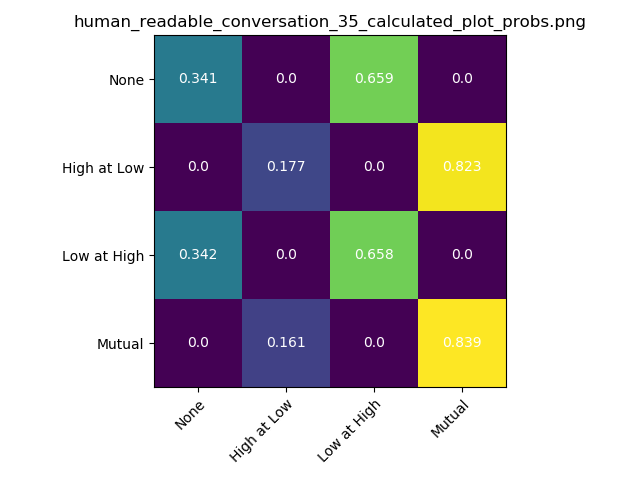 human_readable_conversation_35_calculated_plot_probs.png
None 0.341 0.0 0.659 0.0
High at Low 0.0 0.177 0.0 0.823
Low at High 0.342 0.0 0.658 0.0
Mutual 0.0 0.161 0.0 0.839
None High at Low Low at High Mutual